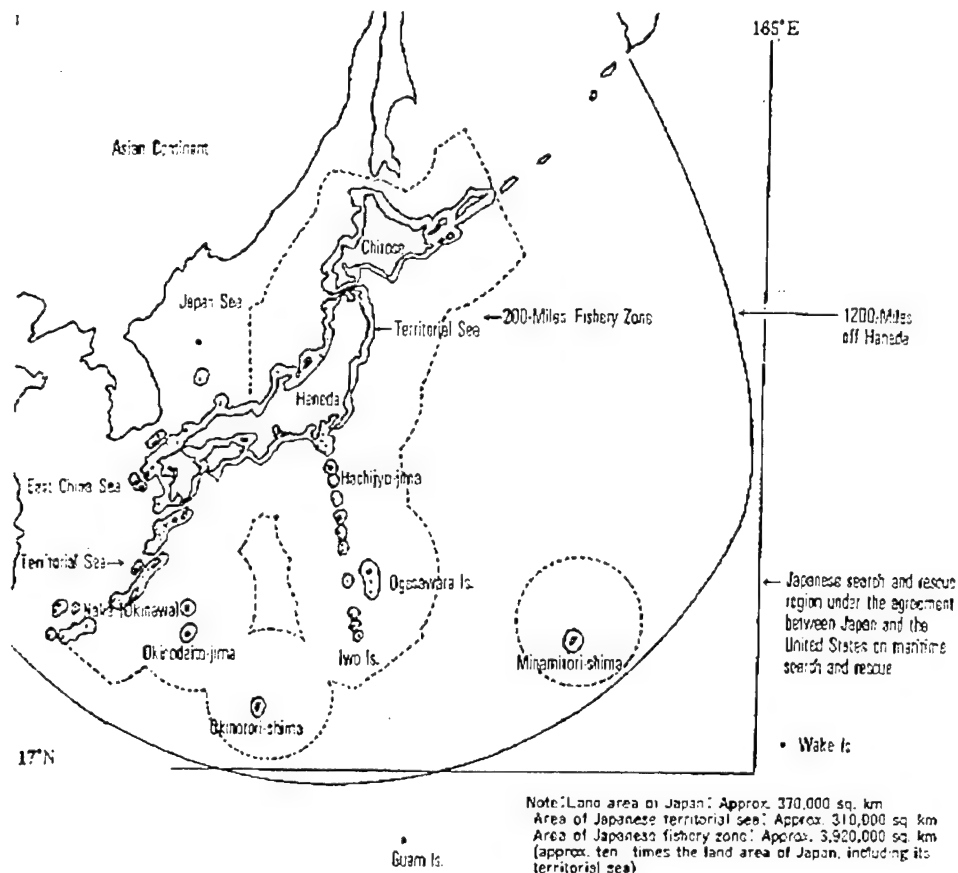 165°E
Asian Continent
Chitose
Japan Sea
Territorial Sea
200-Miles Fishery Zone
1200-Miles
off Haneda
Haneda
East China Sea
Hachijyo-jima
Territorial Sea
Ogasawara Is.
Japanese search and rescue
region under the agreement
between Japan and the
United States on maritime
search and rescue
Naha (Okinawa)
Okinodaito-jima
Iwo Is.
Minamitori-shima
Okinotori-shima
17°N
Wake Is.
Note: Land area of Japan: Approx. 370,000 sq. km
Area of Japanese territorial sea: Approx. 310,000 sq. km
Area of Japanese fishery zone: Approx. 3,920,000 sq. km
(approx. ten times the land area of Japan, including its
territorial sea)
Guam Is.